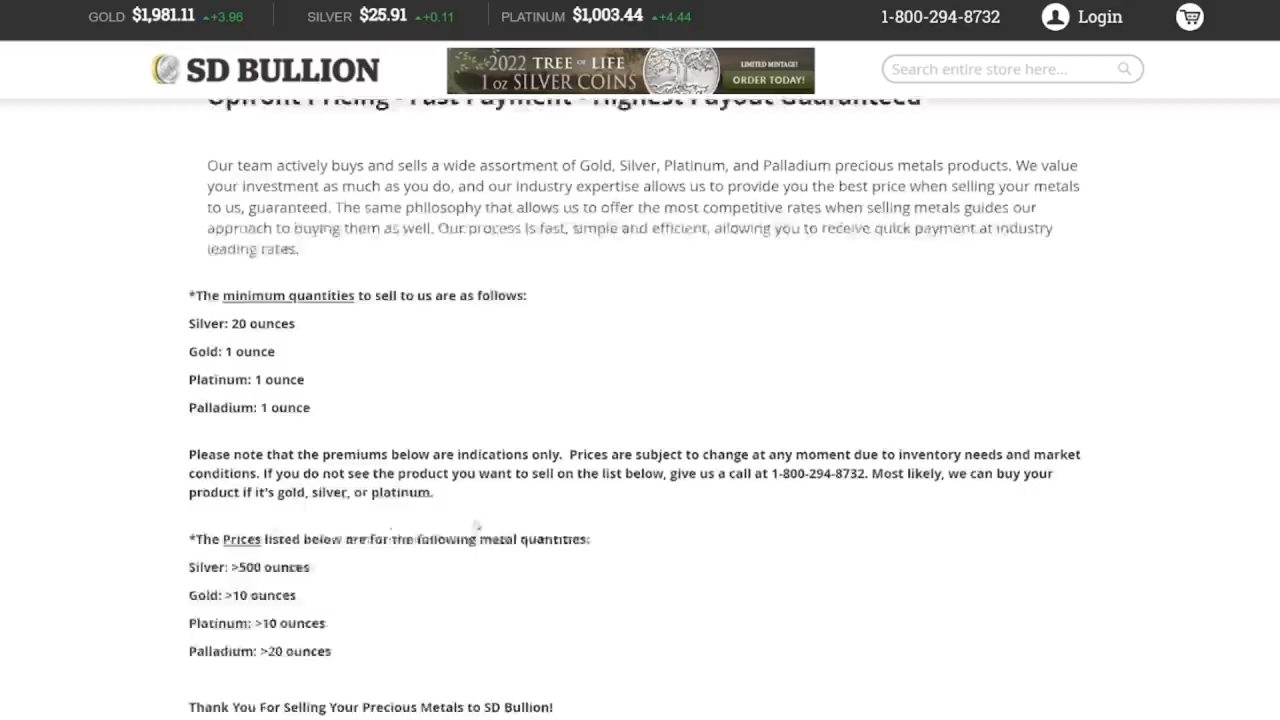 GOLD $1,981.11 +3.96 SILVER $25.91 +0.11 PLATINUM $1,003.44 +4.44 1-800-294-8732 Login
SD BULLION
2022 TREE OF LIFE
1 oz SILVER COINS
LIMITED MINTAGE!
ORDER TODAY!
Search entire store here...
Upfront Pricing - Fast Payment - Highest Payout Guaranteed
Our team actively buys and sells a wide assortment of Gold, Silver, Platinum, and Palladium precious metals products. We value
your investment as much as you do, and our industry expertise allows us to provide you the best price when selling your metals
to us, guaranteed. The same philosophy that allows us to offer the most competitive rates when selling metals guides our
approach to buying them as well. Our process is fast, simple and efficient, allowing you to receive quick payment at industry
leading rates.
*The minimum quantities to sell to us are as follows:
Silver: 20 ounces
Gold: 1 ounce
Platinum: 1 ounce
Palladium: 1 ounce
Please note that the premiums below are indications only. Prices are subject to change at any moment due to inventory needs and market
conditions. If you do not see the product you want to sell on the list below, give us a call at 1-800-294-8732. Most likely, we can buy your
product if it's gold, silver, or platinum.
*The Prices listed below are for the following metal quantities:
Silver: >500 ounces
Gold: >10 ounces
Platinum: >10 ounces
Palladium: >20 ounces
Thank You For Selling Your Precious Metals to SD Bullion!